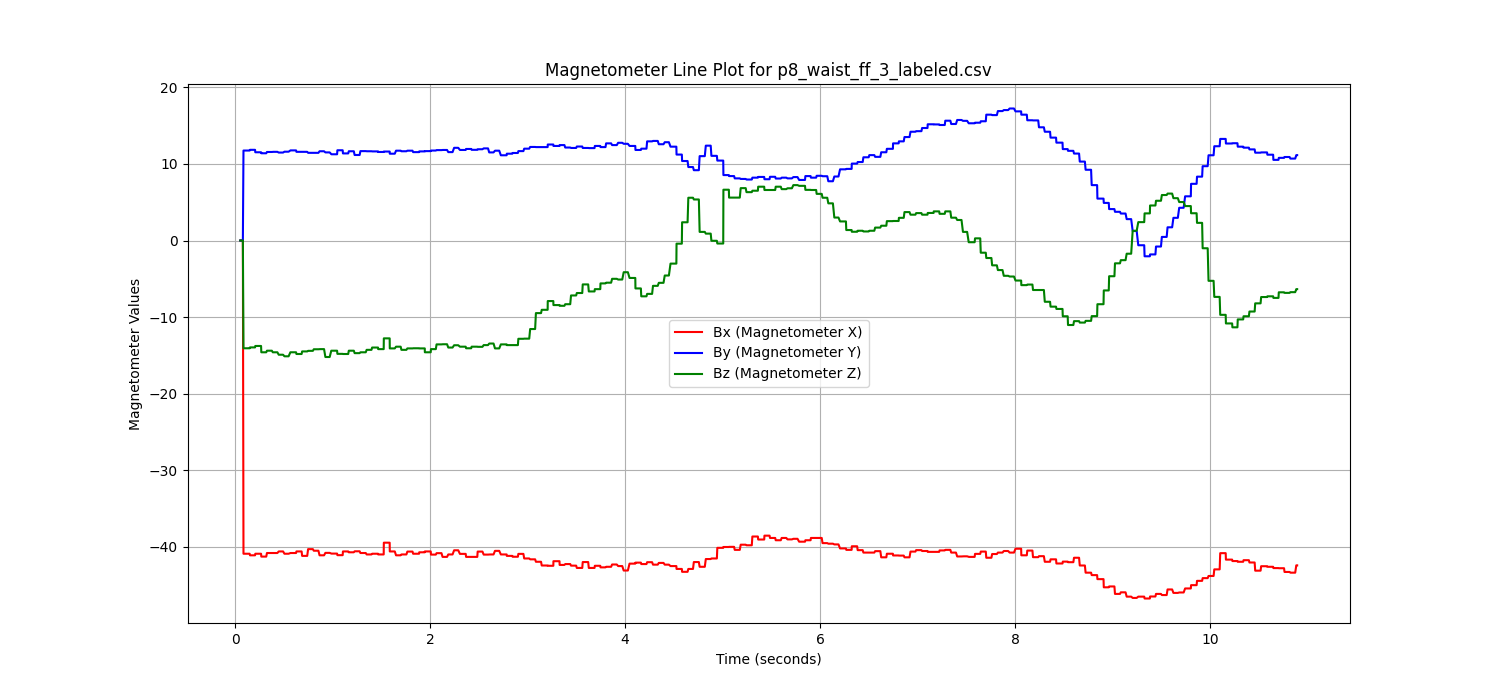 Magnetometer Line Plot for p8_waist_ff_3_labeled.csv
20
10
0
−10
−20
−30
−40
Magnetometer Values
Bx (Magnetometer X)
By (Magnetometer Y)
Bz (Magnetometer Z)
0 2 4 6 8 10
Time (seconds)